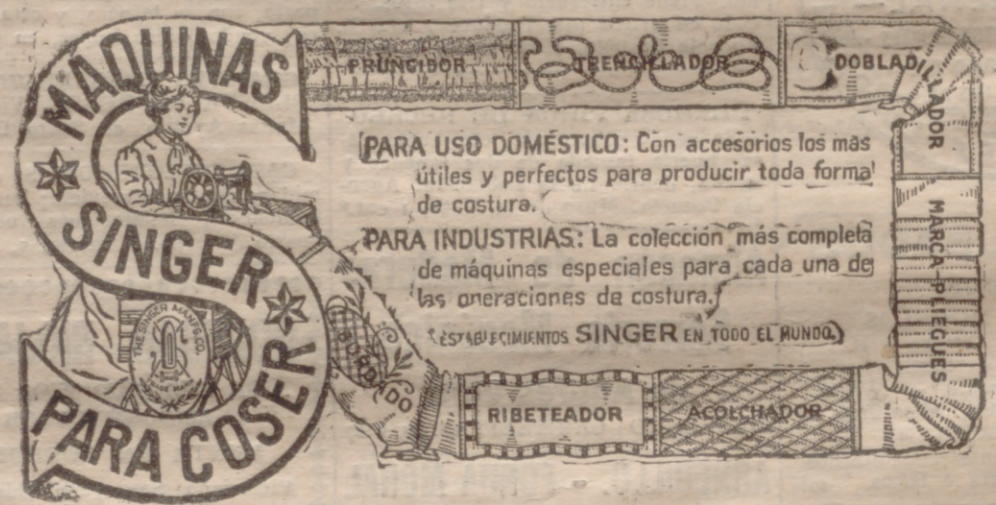 MAQUINAS
SINGER
PARA COSER
THE SINGER MANFG. CO.
TRADE MARK
FRUNCIDOR
TRENCILLADOR
DOBLADILLADOR
MARCA-PLIEGUES
PARA USO DOMÉSTICO: Con accesorios los mas
útiles y perfectos para producir toda forma
de costura.
PARA INDUSTRIAS: La colección más completa
de máquinas especiales para cada una de
las operaciones de costura.
(ESTABLECIMIENTOS SINGER EN TODO EL MUNDO.)
BORDADO
RIBETEADOR
ACOLCHADOR